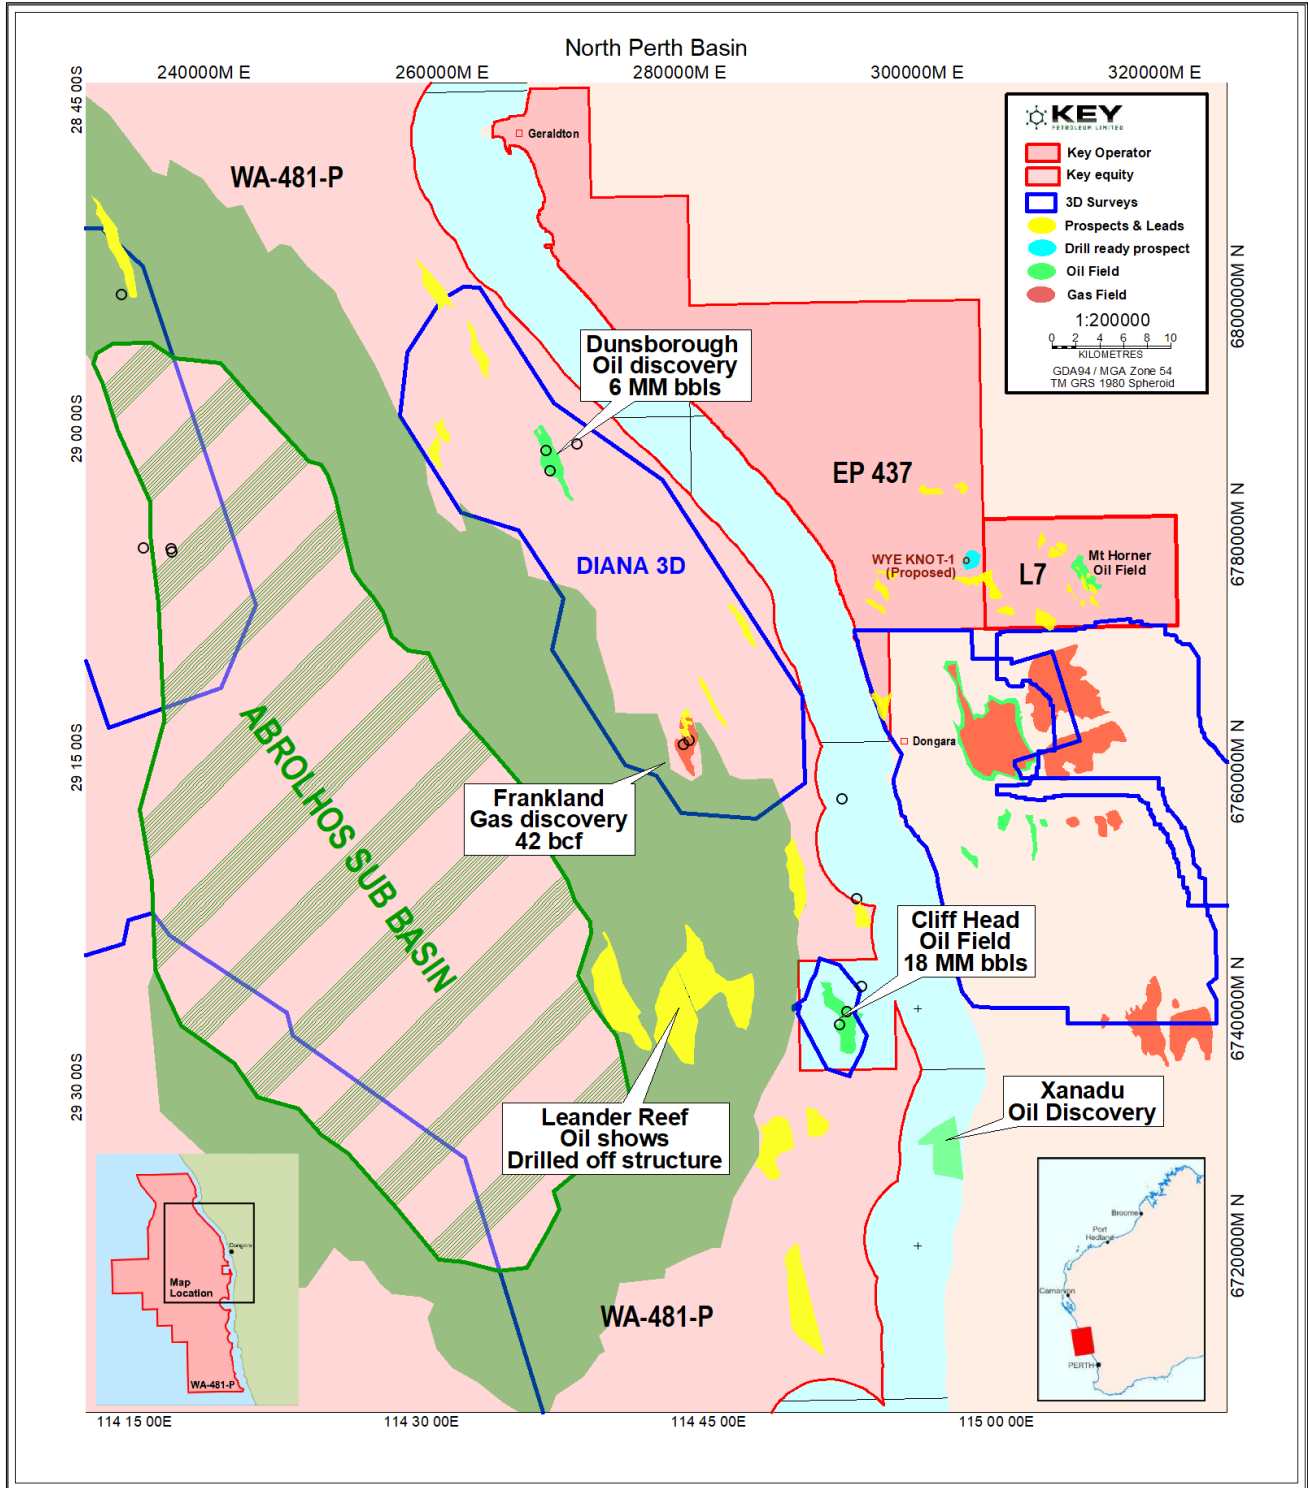 North Perth Basin
240000M E
260000M E
280000M E
300000M E
320000M E
28 45 00S
29 00 00S
29 15 00S
29 30 00S
6800000M N
6780000M N
6760000M N
6740000M N
6720000M N
KEY
PETROLEUM LIMITED
Key Operator
Key equity
3D Surveys
Prospects & Leads
Drill ready prospect
Oil Field
Gas Field
1:200000
0 2 4 6 8 10
KILOMETRES
GDA94 / MGA Zone 54
TM GRS 1980 Spheroid
Geraldton
WA-481-P
Dunsborough
Oil discovery
6 MM bbls
EP 437
DIANA 3D
WYE KNOT-1
(Proposed)
L7
Mt Horner
Oil Field
Dongara
ABROLHOS SUB BASIN
Frankland
Gas discovery
42 bcf
Cliff Head
Oil Field
18 MM bbls
Leander Reef
Oil shows
Drilled off structure
Xanadu
Oil Discovery
WA-481-P
Dongara
Map
Location
WA-481-P
Broome
Port
Hedland
Carnarvon
PERTH
114 15 00E
114 30 00E
114 45 00E
115 00 00E